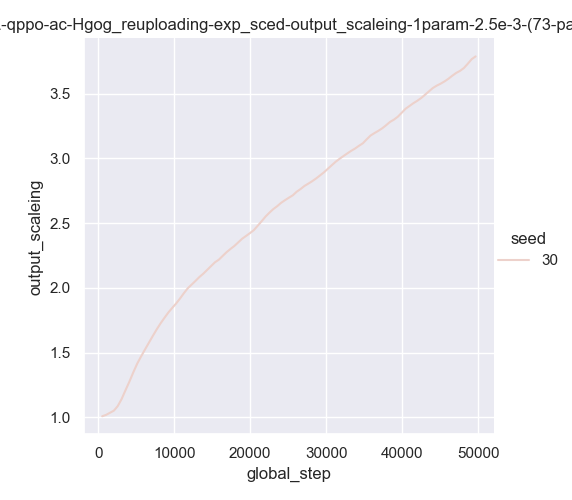 -qppo-ac-Hgog_reuploading-exp_sced-output_scaleing-1param-2.5e-3-(73-pa
3.5
3.0
2.5
2.0
1.5
1.0
output_scaleing
0 10000 20000 30000 40000 50000
global_step
seed
30